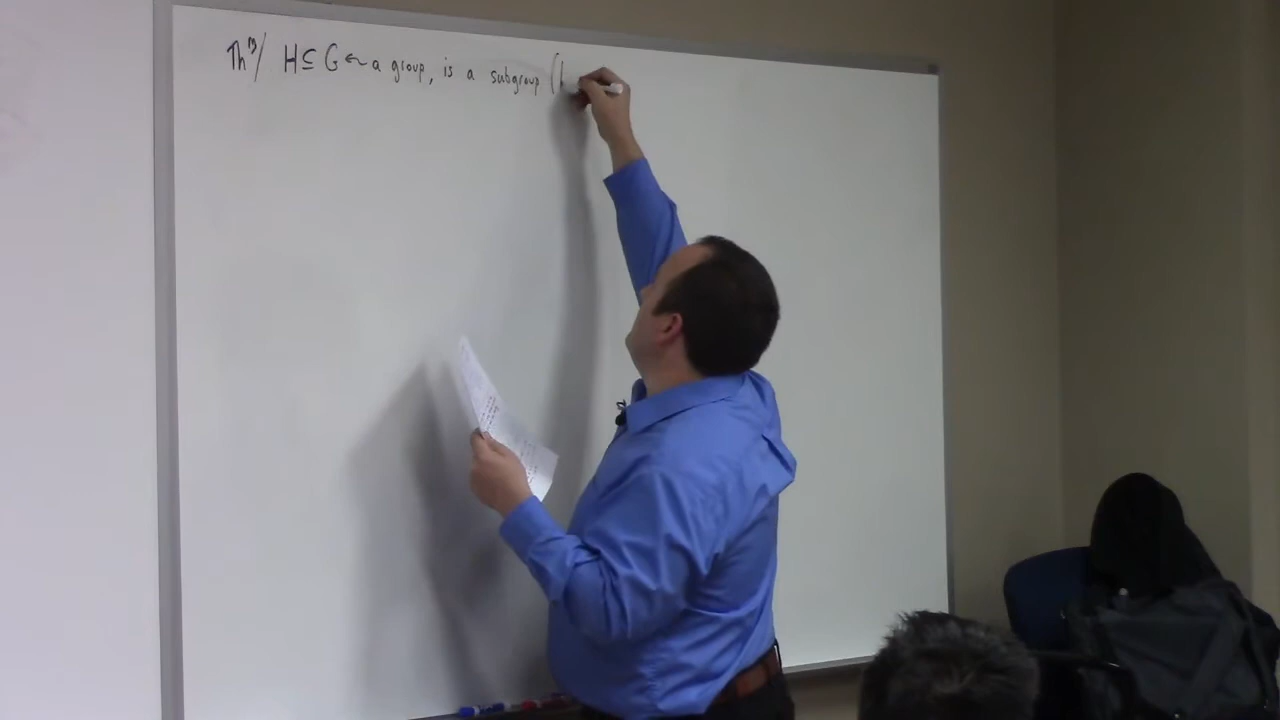 Thᵐ/ H ⊆ G ← a group, is a subgroup (